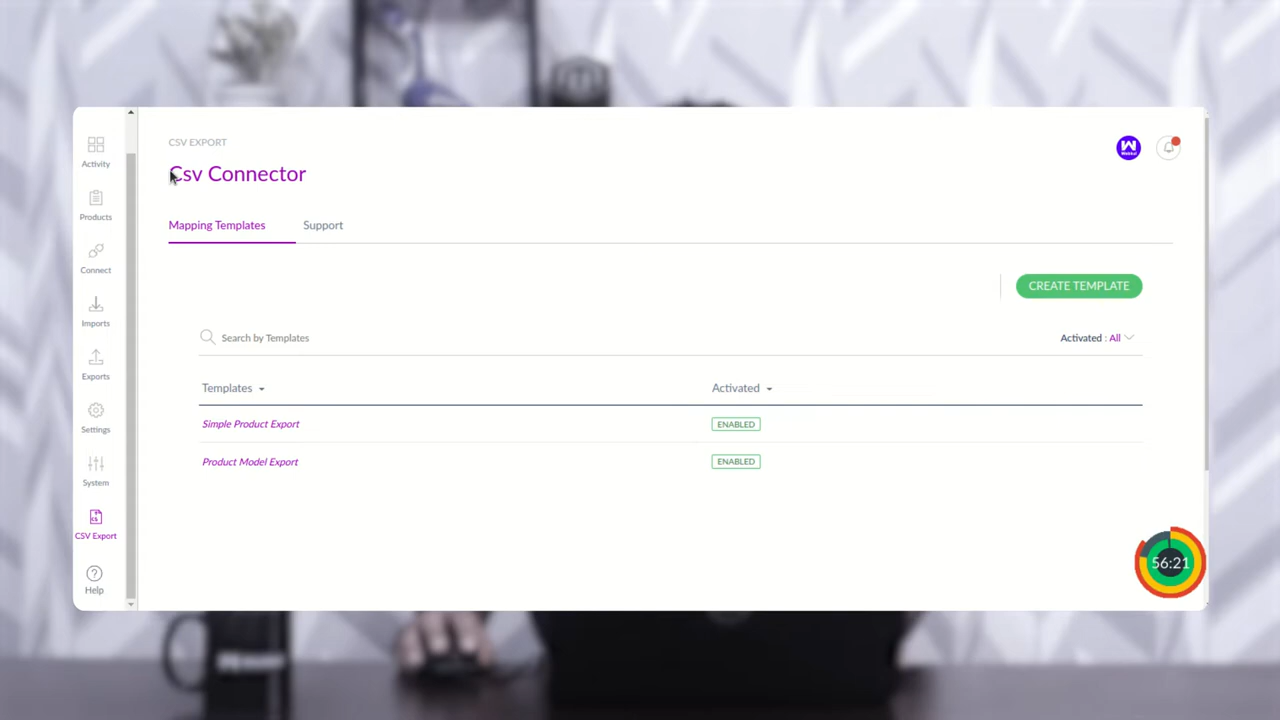 CSV EXPORT
Csv Connector
Mapping Templates
Support
CREATE TEMPLATE
Search by Templates
Activated : All
Templates
Activated
Simple Product Export
ENABLED
Product Model Export
ENABLED
Activity
Products
Connect
Imports
Exports
Settings
System
CSV Export
Help
56:21